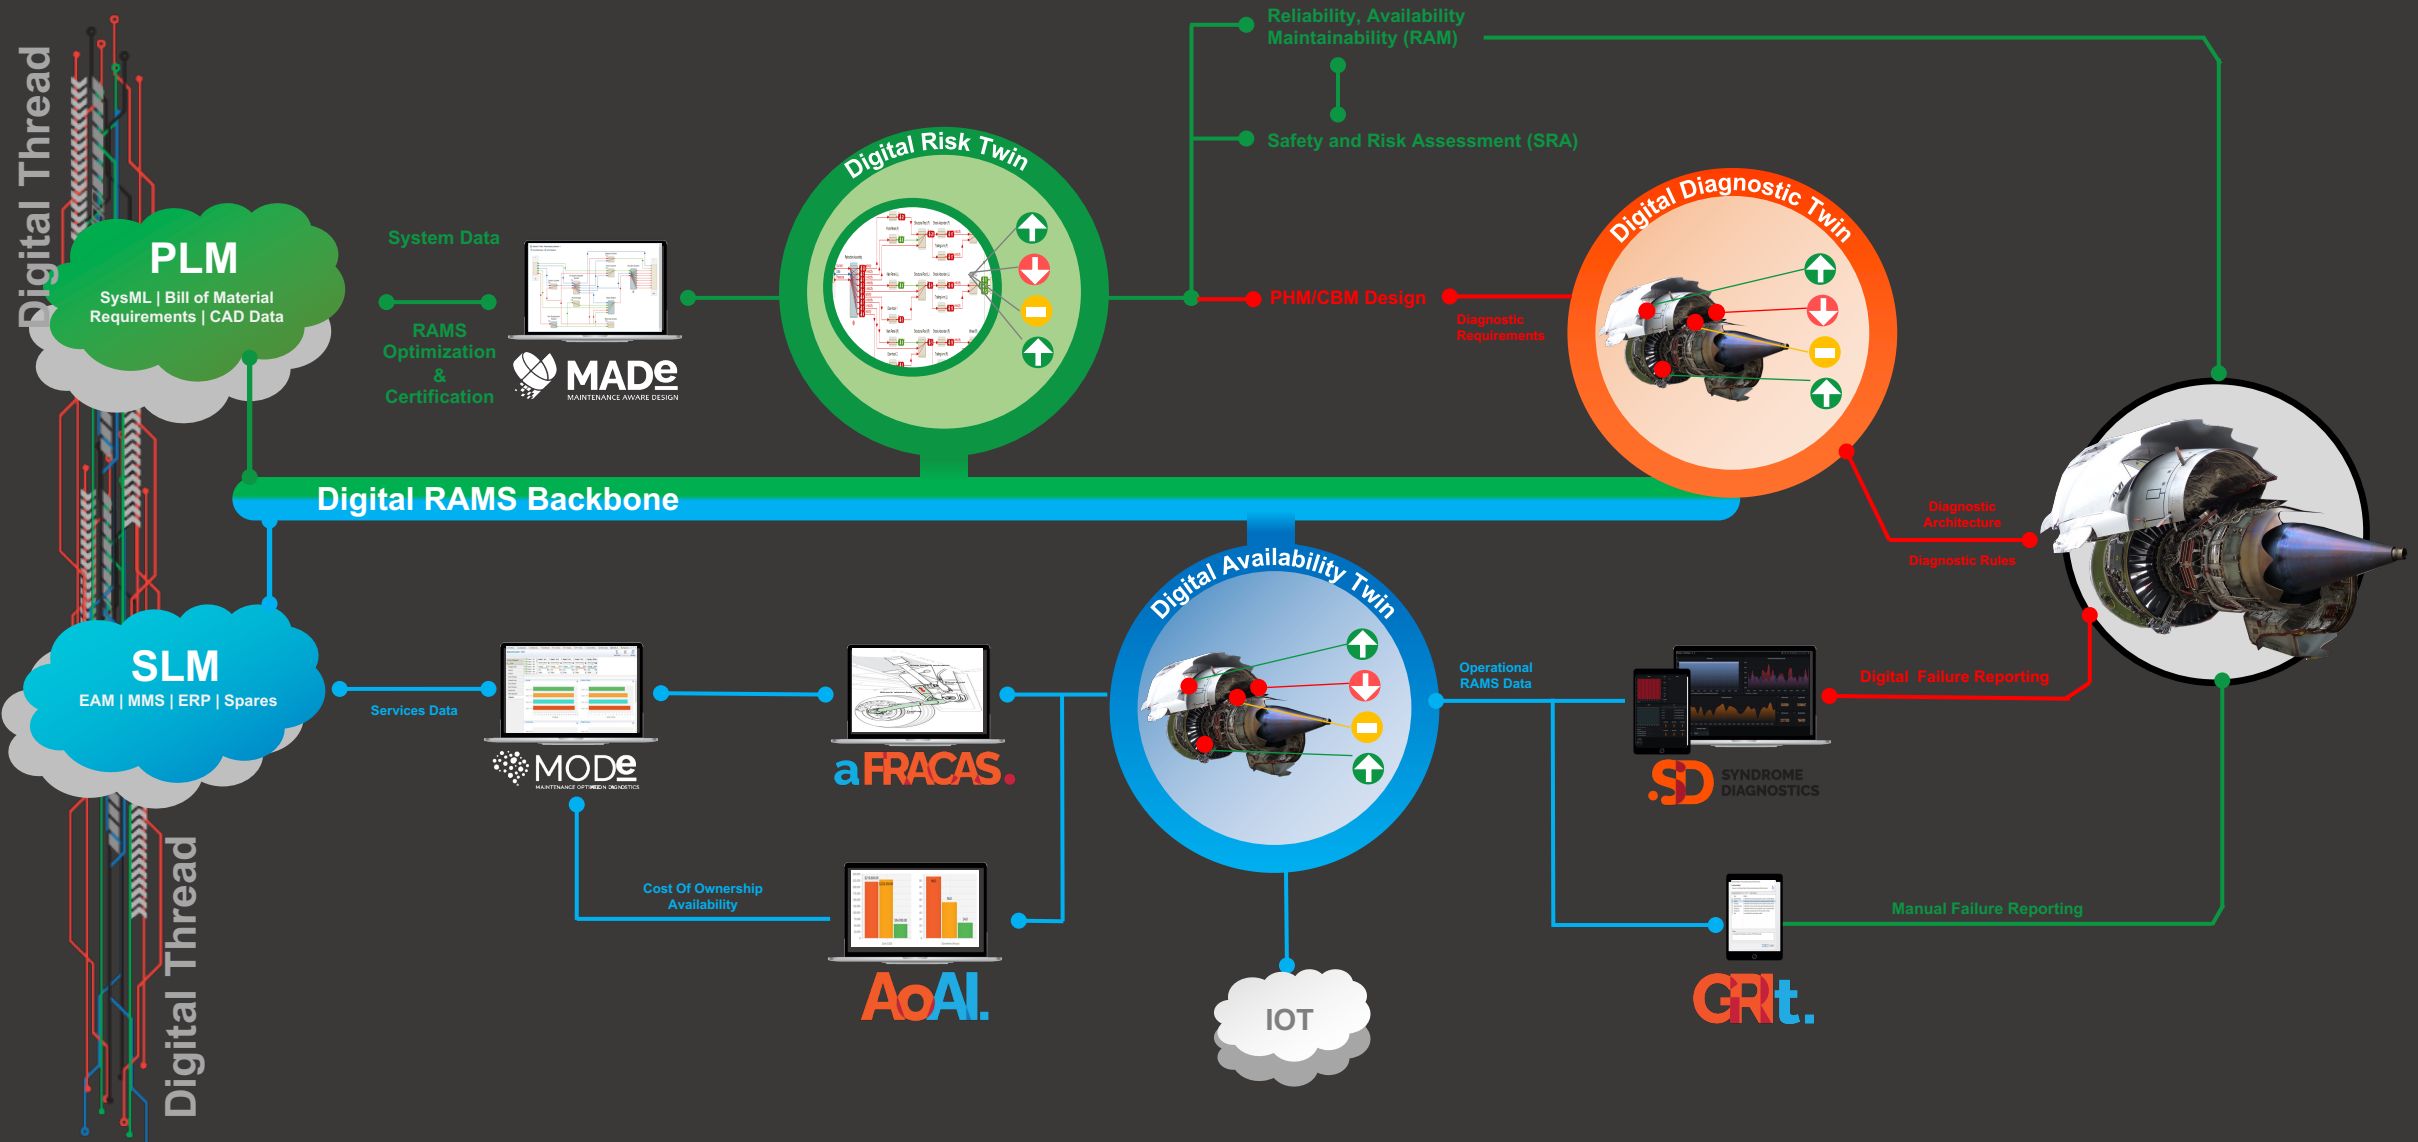 Digital Thread
Reliability, Availability
Maintainability (RAM)
Safety and Risk Assessment (SRA)
Digital Risk Twin
Digital Diagnostic Twin
PLM
SysML | Bill of Material
Requirements | CAD Data
System Data
RAMS
Optimization
&
Certification
MADe
MAINTENANCE AWARE DESIGN
PHM/CBM Design
Diagnostic
Requirements
Digital RAMS Backbone
Diagnostic
Architecture
Diagnostic Rules
Digital Availability Twin
SLM
EAM | MMS | ERP | Spares
Services Data
MODe
aFRACAS.
Operational
RAMS Data
.SD
SYNDROME
DIAGNOSTICS
Digital Failure Reporting
Cost Of Ownership
Availability
AoAI.
IOT
GRIt.
Manual Failure Reporting
Digital Thread